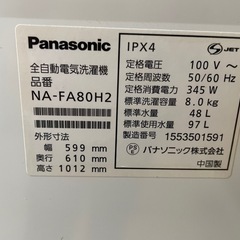 Panasonic
全自動電気洗濯機
品番
NA-FA80H2
外形寸法
幅 599 mm
奥行 610 mm
高さ 1012 mm
IPX4
S-JET
定格電圧 100 V～
定格周波数 50/60 Hz
定格消費電力 345 W
標準洗濯容量 8.0 kg
標準水量 48 L
標準使用水量 97 L
製造番号 1553501591
PS E パナソニック株式会社
中国製